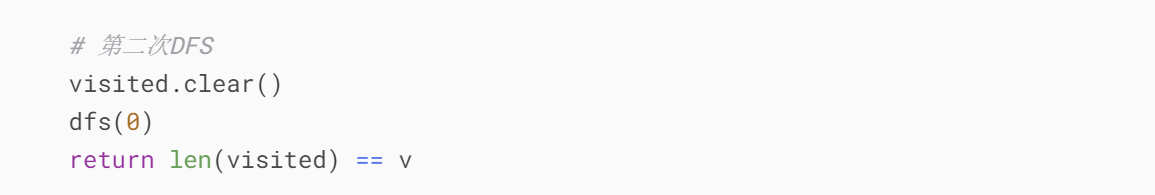 # 第二次DFS
visited.clear()
dfs(0)
return len(visited) == v